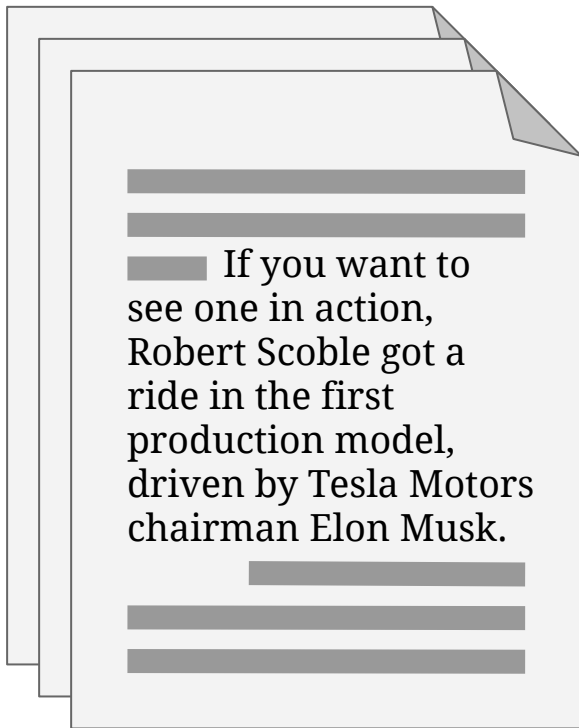 If you want to
see one in action,
Robert Scoble got a
ride in the first
production model,
driven by Tesla Motors
chairman Elon Musk.